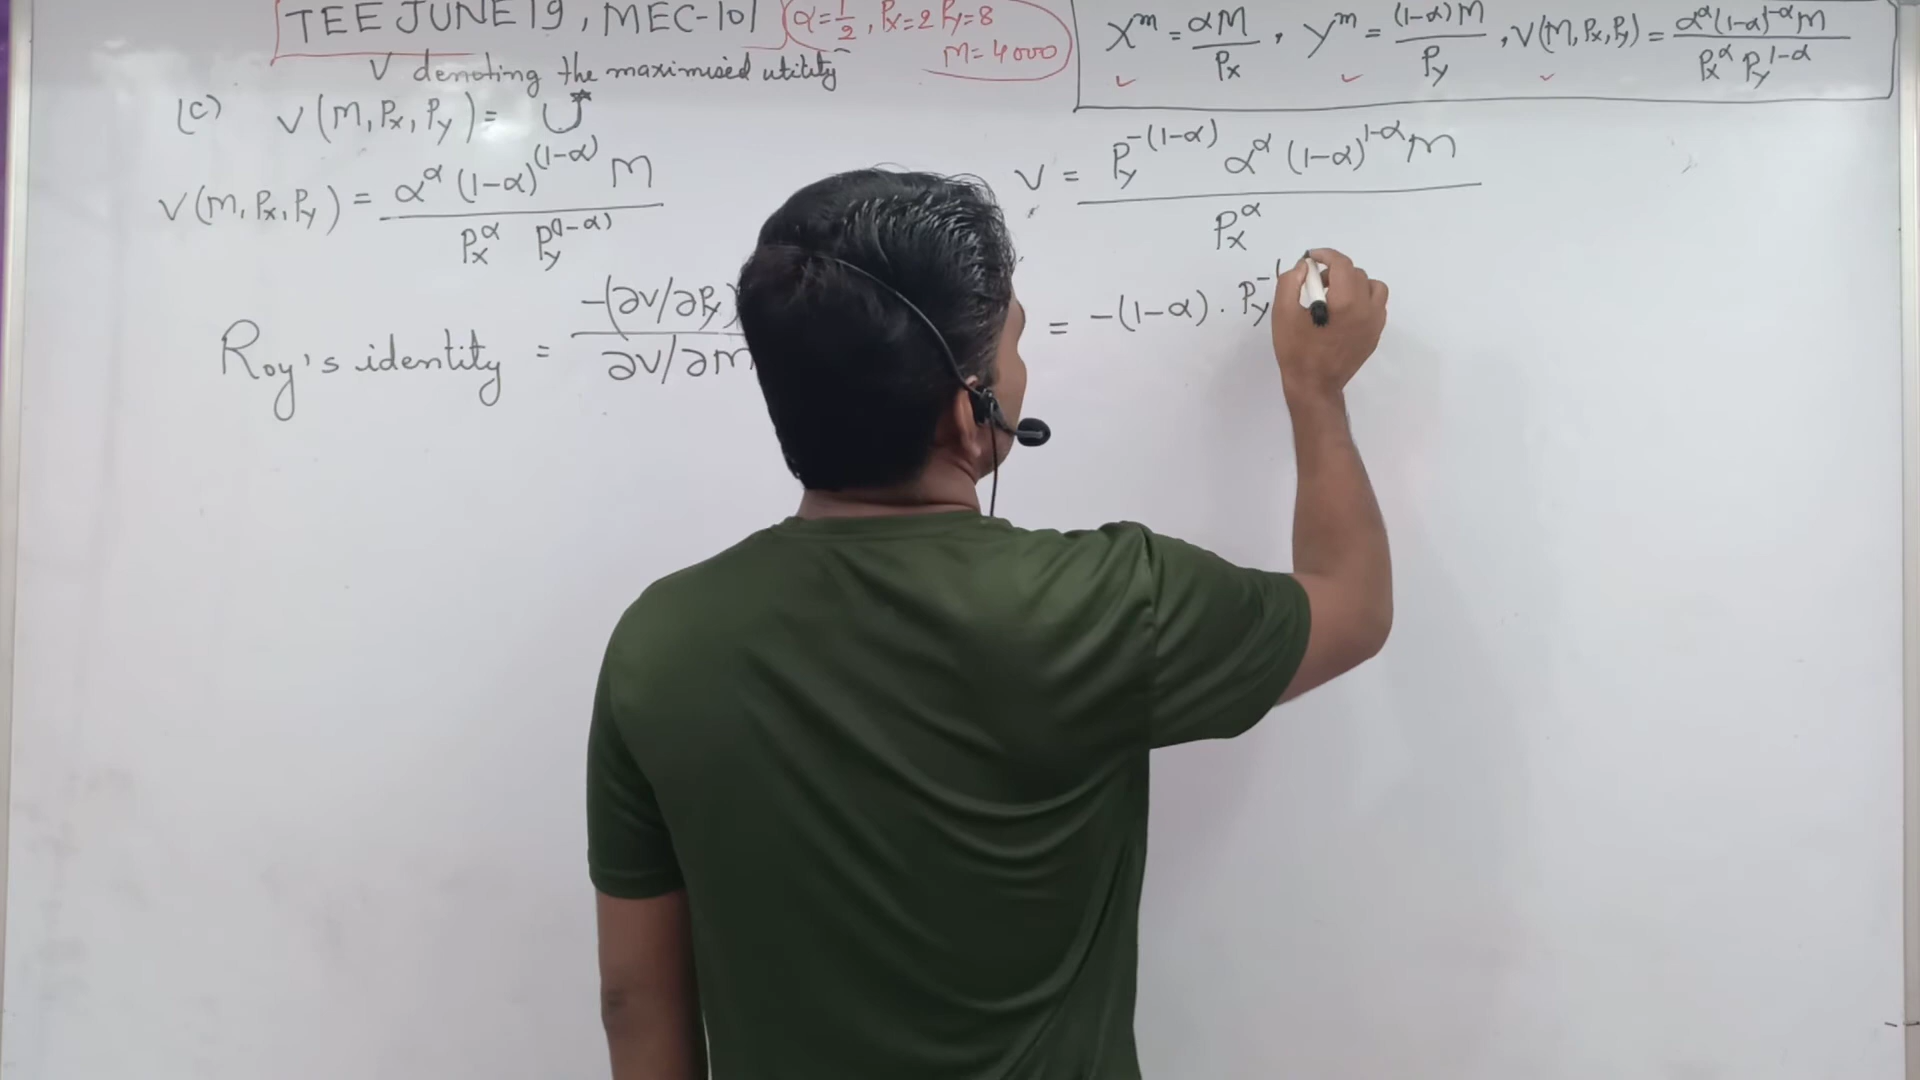 TEE JUNE 19, MEC-101
α=1/2, Px=2 Py=8
M=4000
X^m = αM/Px, Y^m = (1-α)M/Py, V(M,Px,Py) = α^α (1-α)^1-α M / Px^α Py^1-α
V denoting the maximised utility
(c) V(M,Px,Py) = U*
V(M,Px,Py) = α^α (1-α)^(1-α) M / Px^α Py^(1-α)
V = Py^-(1-α) α^α (1-α)^1-α M / Px^α
Roy's identity = -(∂V/∂Py) / ∂V/∂M
= -(1-α) . Py^-(